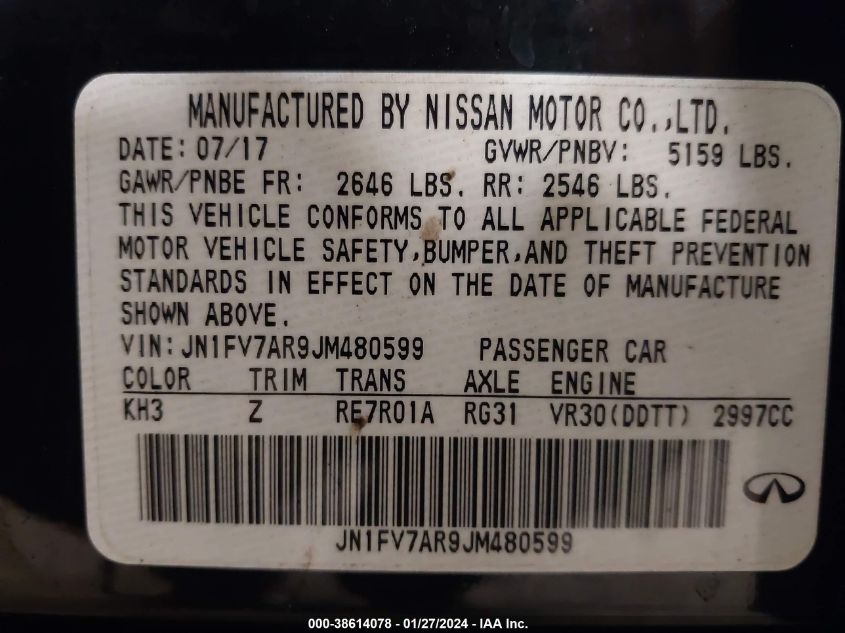 MANUFACTURED BY NISSAN MOTOR CO.,LTD.
DATE: 07/17 GVWR/PNBV: 5159 LBS.
GAWR/PNBE FR: 2646 LBS. RR: 2546 LBS.
THIS VEHICLE CONFORMS TO ALL APPLICABLE FEDERAL
MOTOR VEHICLE SAFETY,BUMPER,AND THEFT PREVENTION
STANDARDS IN EFFECT ON THE DATE OF MANUFACTURE
SHOWN ABOVE.
VIN: JN1FV7AR9JM480599 PASSENGER CAR
COLOR TRIM TRANS AXLE ENGINE
KH3 Z RE7R01A RG31 VR30(DDTT) 2997CC
JN1FV7AR9JM480599
000-38614078 - 01/27/2024 - IAA Inc.